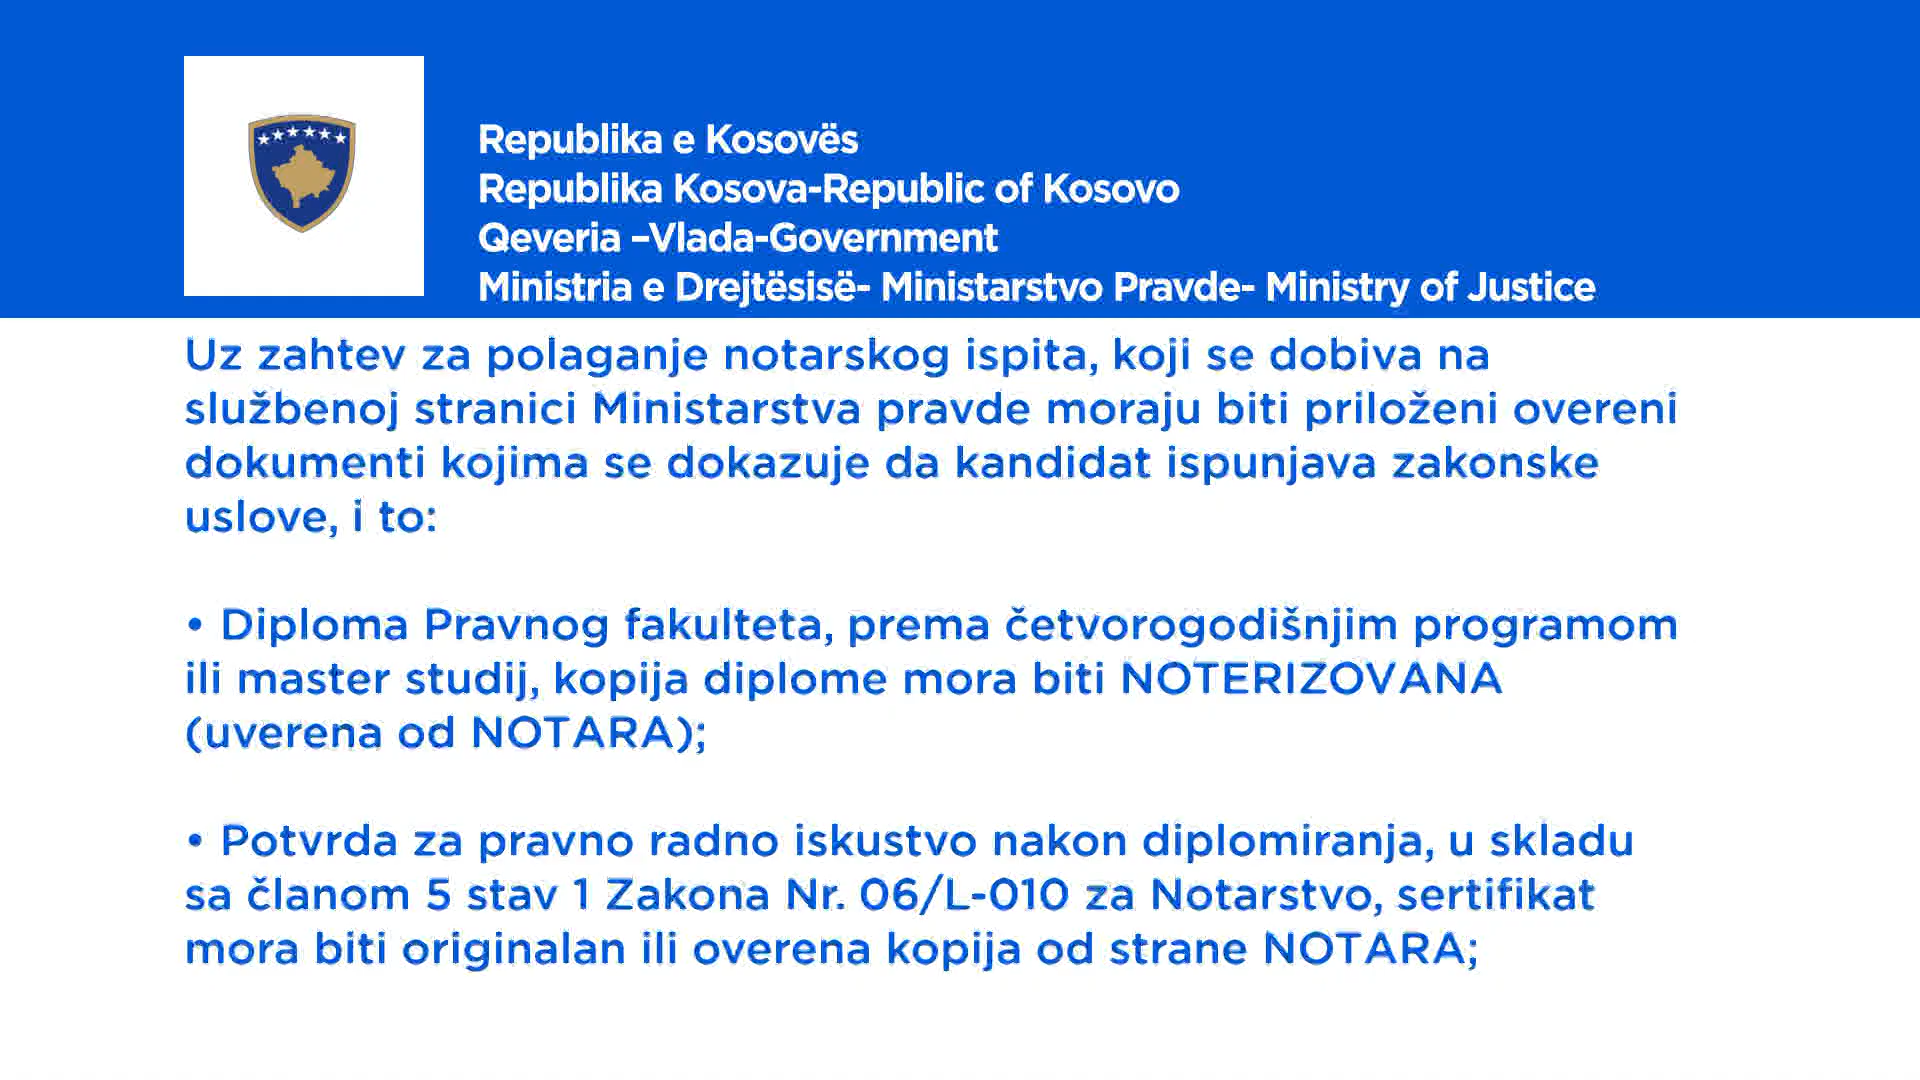 Republika e Kosovës
Republika Kosova-Republic of Kosovo
Qeveria –Vlada-Government
Ministria e Drejtësisë- Ministarstvo Pravde- Ministry of Justice
Uz zahtev za polaganje notarskog ispita, koji se dobiva na
službenoj stranici Ministarstva pravde moraju biti priloženi overeni
dokumenti kojima se dokazuje da kandidat ispunjava zakonske
uslove, i to:
• Diploma Pravnog fakulteta, prema četvorogodišnjim programom
ili master studij, kopija diplome mora biti NOTERIZOVANA
(uverena od NOTARA);
• Potvrda za pravno radno iskustvo nakon diplomiranja, u skladu
sa članom 5 stav 1 Zakona Nr. 06/L-010 za Notarstvo, sertifikat
mora biti originalan ili overena kopija od strane NOTARA;